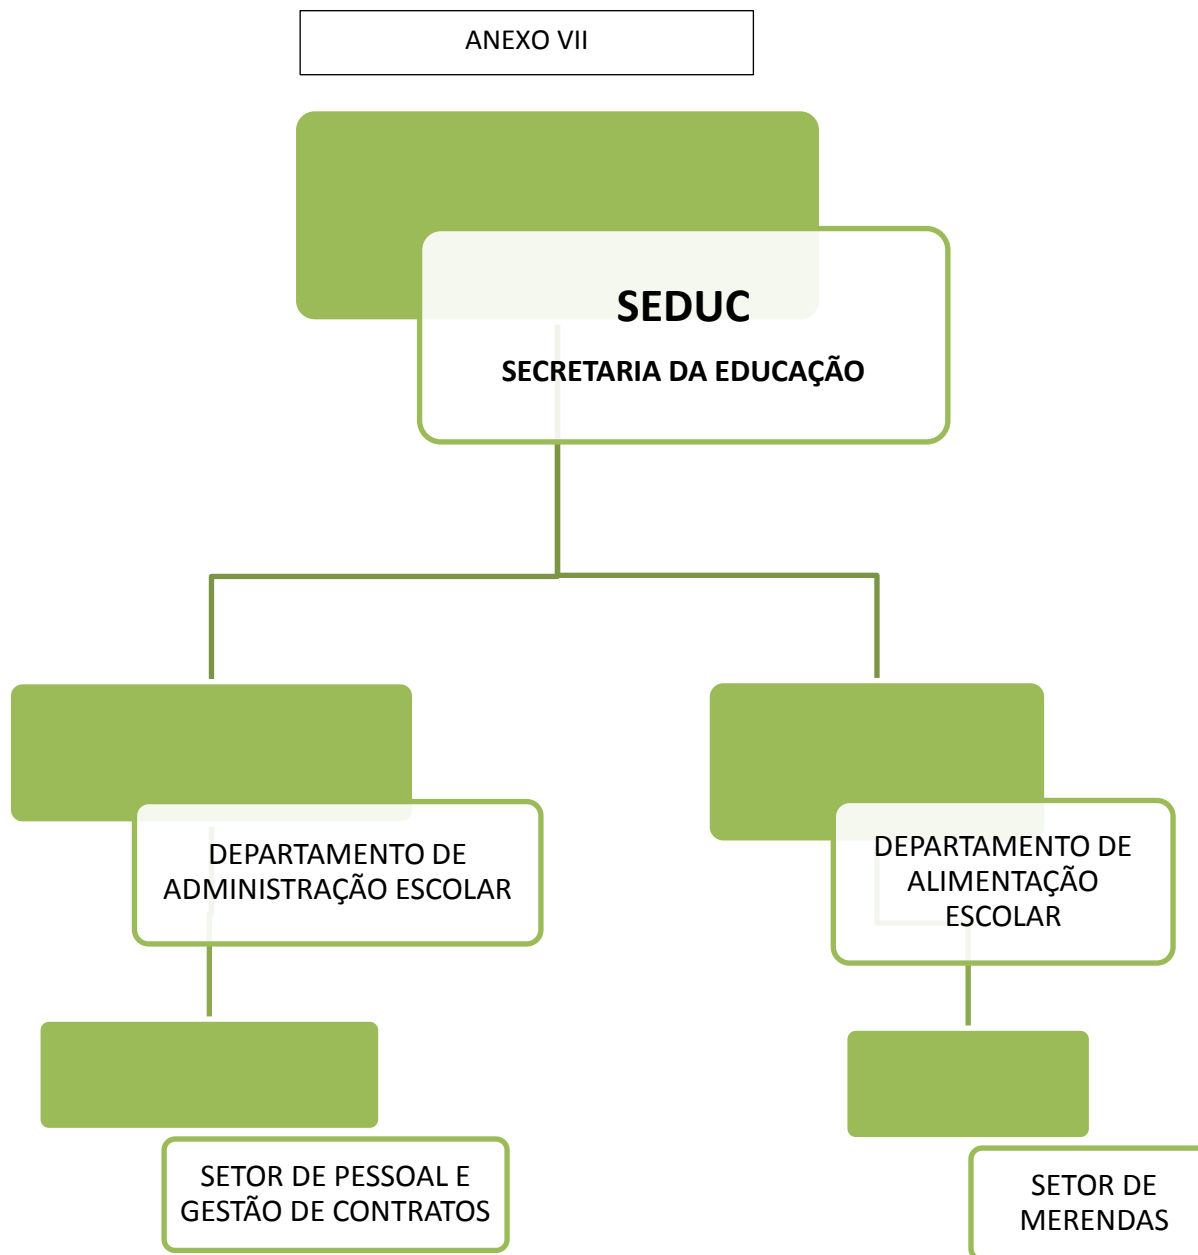 ANEXO VII
SEDUC
SECRETARIA DA EDUCAÇÃO
DEPARTAMENTO DE
ADMINISTRAÇÃO ESCOLAR
DEPARTAMENTO DE
ALIMENTAÇÃO
ESCOLAR
SETOR DE PESSOAL E
GESTÃO DE CONTRATOS
SETOR DE
MERENDAS